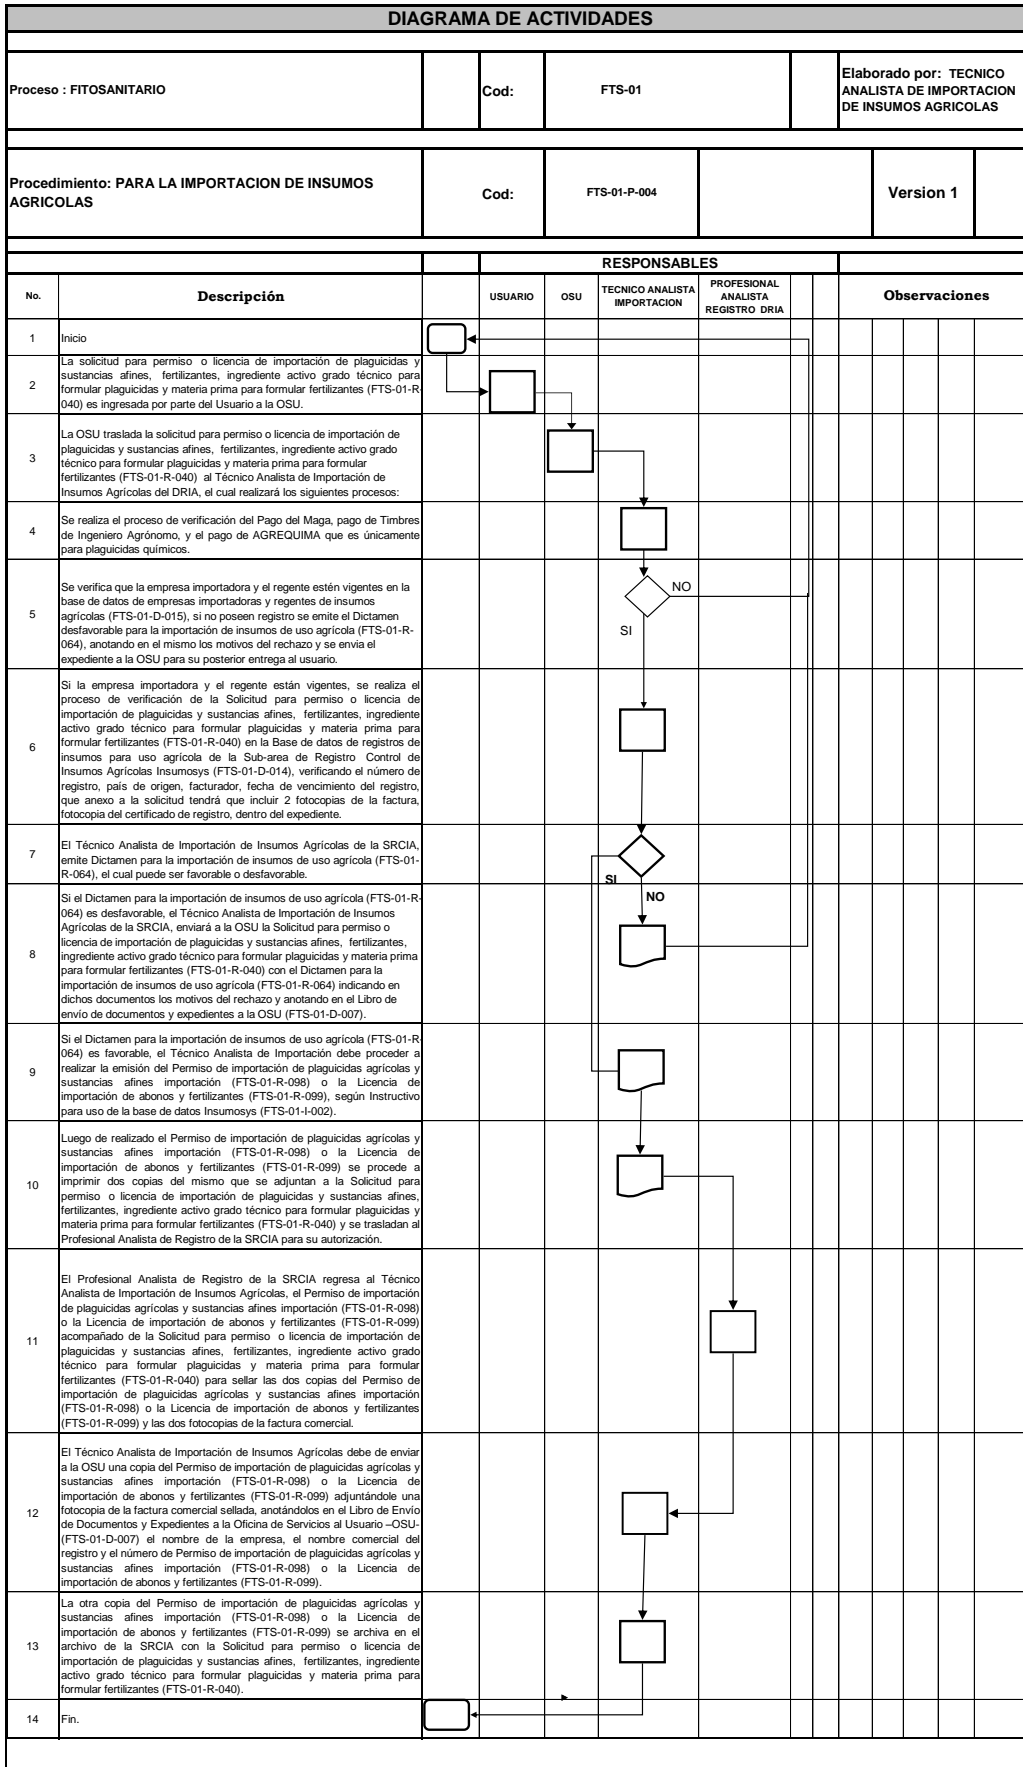 DIAGRAMA DE ACTIVIDADES
Proceso : FITOSANITARIO
Cod:
FTS-01
Elaborado por: TECNICO
ANALISTA DE IMPORTACION
DE INSUMOS AGRICOLAS
Procedimiento: PARA LA IMPORTACION DE INSUMOS
AGRICOLAS
Cod:
FTS-01-P-004
Version 1
RESPONSABLES
No.
Descripción
USUARIO
OSU
TECNICO ANALISTA
IMPORTACION
PROFESIONAL
ANALISTA
REGISTRO DRIA
Observaciones
1
Inicio
2
La solicitud para permiso o licencia de importación de plaguicidas y
sustancias afines, fertilizantes, ingrediente activo grado técnico para
formular plaguicidas y materia prima para formular fertilizantes (FTS-01-R-
040) es ingresada por parte del Usuario a la OSU.
3
La OSU traslada la solicitud para permiso o licencia de importación de
plaguicidas y sustancias afines, fertilizantes, ingrediente activo grado
técnico para formular plaguicidas y materia prima para formular
fertilizantes (FTS-01-R-040) al Técnico Analista de Importación de
Insumos Agrícolas del DRIA, el cual realizará los siguientes procesos:
4
Se realiza el proceso de verificación del Pago del Maga, pago de Timbres
de Ingeniero Agrónomo, y el pago de AGREQUIMA que es únicamente
para plaguicidas químicos.
5
Se verifica que la empresa importadora y el regente estén vigentes en la
base de datos de empresas importadoras y regentes de insumos
agrícolas (FTS-01-D-015), si no poseen registro se emite el Dictamen
desfavorable para la importación de insumos de uso agrícola (FTS-01-R-
064), anotando en el mismo los motivos del rechazo y se envia el
expediente a la OSU para su posterior entrega al usuario.
NO
SI
6
Si la empresa importadora y el regente están vigentes, se realiza el
proceso de verificación de la Solicitud para permiso o licencia de
importación de plaguicidas y sustancias afines, fertilizantes, ingrediente
activo grado técnico para formular plaguicidas y materia prima para
formular fertilizantes (FTS-01-R-040) en la Base de datos de registros de
insumos para uso agrícola de la Sub-area de Registro Control de
Insumos Agrícolas Insumosys (FTS-01-D-014), verificando el número de
registro, país de origen, facturador, fecha de vencimiento del registro,
que anexo a la solicitud tendrá que incluir 2 fotocopias de la factura,
fotocopia del certificado de registro, dentro del expediente.
7
El Técnico Analista de Importación de Insumos Agrícolas de la SRCIA,
emite Dictamen para la importación de insumos de uso agrícola (FTS-01-
R-064), el cual puede ser favorable o desfavorable.
SI
NO
8
Si el Dictamen para la importación de insumos de uso agrícola (FTS-01-R-
064) es desfavorable, el Técnico Analista de Importación de Insumos
Agrícolas de la SRCIA, enviará a la OSU la Solicitud para permiso o
licencia de importación de plaguicidas y sustancias afines, fertilizantes,
ingrediente activo grado técnico para formular plaguicidas y materia prima
para formular fertilizantes (FTS-01-R-040) con el Dictamen para la
importación de insumos de uso agrícola (FTS-01-R-064) indicando en
dichos documentos los motivos del rechazo y anotando en el Libro de
envío de documentos y expedientes a la OSU (FTS-01-D-007).
9
Si el Dictamen para la importación de insumos de uso agrícola (FTS-01-R-
064) es favorable, el Técnico Analista de Importación debe proceder a
realizar la emisión del Permiso de importación de plaguicidas agrícolas y
sustancias afines importación (FTS-01-R-098) o la Licencia de
importación de abonos y fertilizantes (FTS-01-R-099), según Instructivo
para uso de la base de datos Insumosys (FTS-01-I-002).
10
Luego de realizado el Permiso de importación de plaguicidas agrícolas y
sustancias afines importación (FTS-01-R-098) o la Licencia de
importación de abonos y fertilizantes (FTS-01-R-099) se procede a
imprimir dos copias del mismo que se adjuntan a la Solicitud para
permiso o licencia de importación de plaguicidas y sustancias afines,
fertilizantes, ingrediente activo grado técnico para formular plaguicidas y
materia prima para formular fertilizantes (FTS-01-R-040) y se trasladan al
Profesional Analista de Registro de la SRCIA para su autorización.
11
El Profesional Analista de Registro de la SRCIA regresa al Técnico
Analista de Importación de Insumos Agrícolas, el Permiso de importación
de plaguicidas agrícolas y sustancias afines importación (FTS-01-R-098)
o la Licencia de importación de abonos y fertilizantes (FTS-01-R-099)
acompañado de la Solicitud para permiso o licencia de importación de
plaguicidas y sustancias afines, fertilizantes, ingrediente activo grado
técnico para formular plaguicidas y materia prima para formular
fertilizantes (FTS-01-R-040) para sellar las dos copias del Permiso de
importación de plaguicidas agrícolas y sustancias afines importación
(FTS-01-R-098) o la Licencia de importación de abonos y fertilizantes
(FTS-01-R-099) y las dos fotocopias de la factura comercial.
12
El Técnico Analista de Importación de Insumos Agrícolas debe de enviar
a la OSU una copia del Permiso de importación de plaguicidas agrícolas y
sustancias afines importación (FTS-01-R-098) o la Licencia de
importación de abonos y fertilizantes (FTS-01-R-099) adjuntándole una
fotocopia de la factura comercial sellada, anotándolos en el Libro de Envío
de Documentos y Expedientes a la Oficina de Servicios al Usuario –OSU-
(FTS-01-D-007) el nombre de la empresa, el nombre comercial del
registro y el número de Permiso de importación de plaguicidas agrícolas y
sustancias afines importación (FTS-01-R-098) o la Licencia de
importación de abonos y fertilizantes (FTS-01-R-099).
13
La otra copia del Permiso de importación de plaguicidas agrícolas y
sustancias afines importación (FTS-01-R-098) o la Licencia de
importación de abonos y fertilizantes (FTS-01-R-099) se archiva en el
archivo de la SRCIA con la Solicitud para permiso o licencia de
importación de plaguicidas y sustancias afines, fertilizantes, ingrediente
activo grado técnico para formular plaguicidas y materia prima para
formular fertilizantes (FTS-01-R-040).
14
Fin.